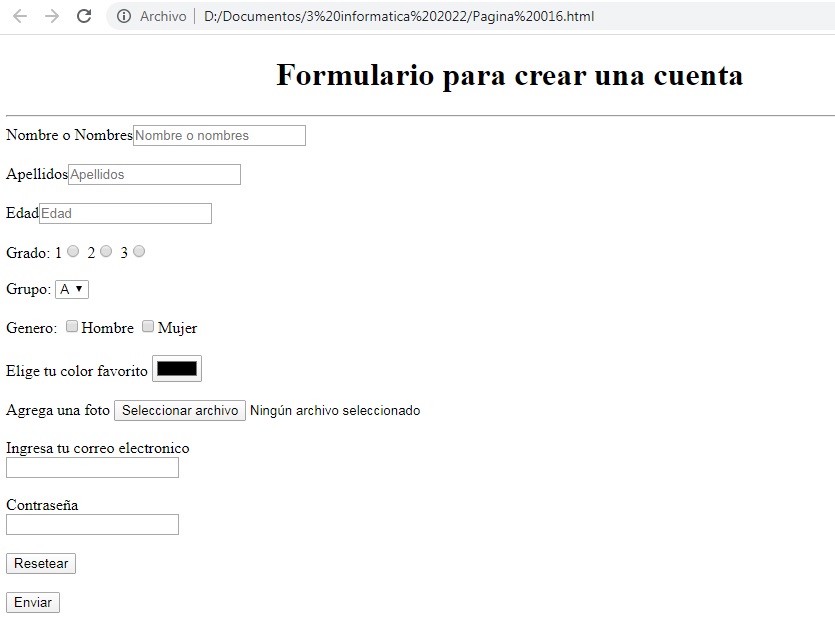 Archivo | D:/Documentos/3%20informatica%202022/Pagina%20016.html
Formulario para crear una cuenta
Nombre o Nombres Nombre o nombres
Apellidos Apellidos
Edad Edad
Grado: 1 2 3
Grupo: A
Genero: Hombre Mujer
Elige tu color favorito
Agrega una foto Seleccionar archivo Ningún archivo seleccionado
Ingresa tu correo electronico
Contraseña
Resetear
Enviar